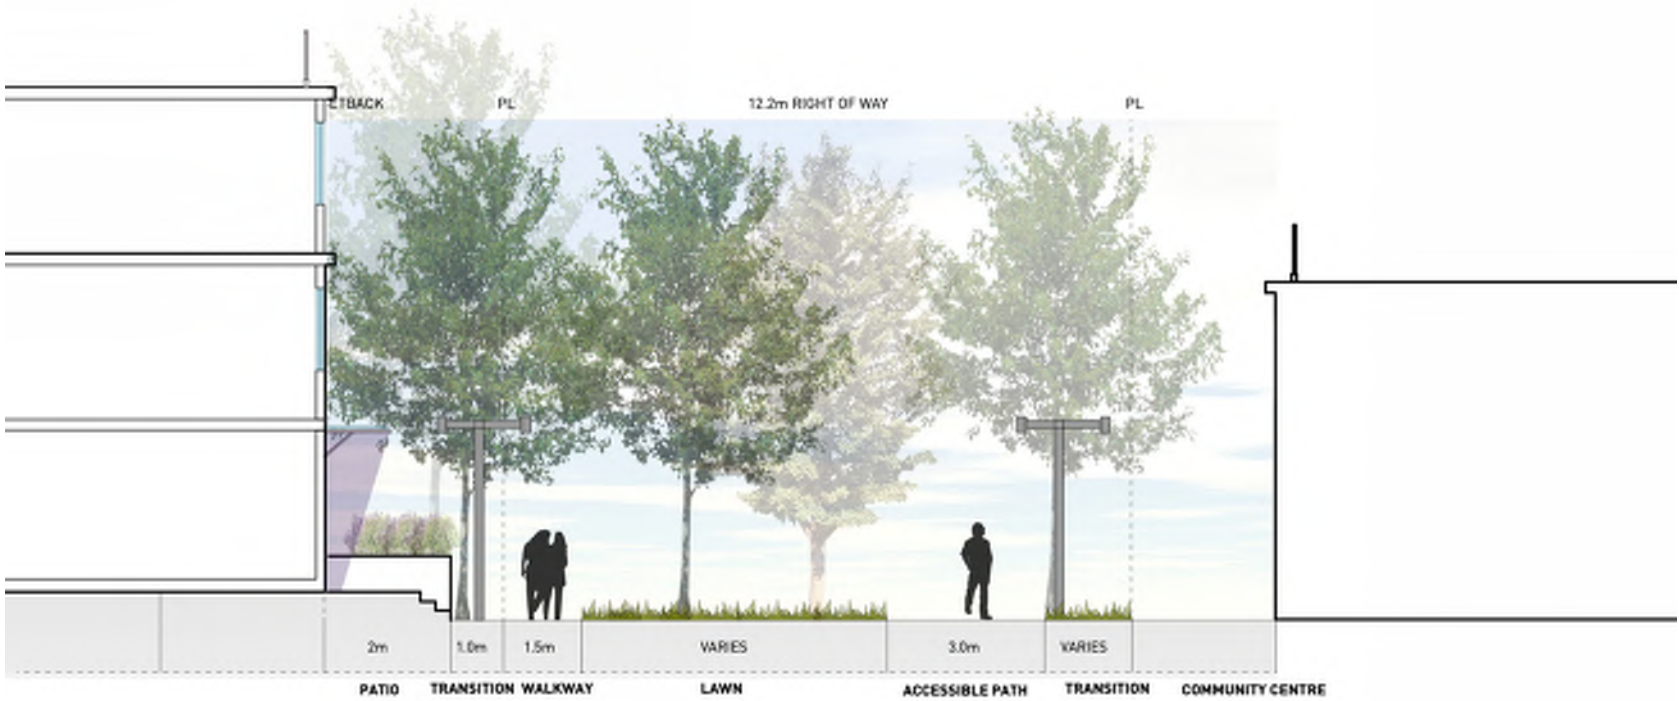 ETBACK PL 12.2m RIGHT OF WAY PL
2m 1.0m 1.5m VARIES 3.0m VARIES
PATIO TRANSITION WALKWAY LAWN ACCESSIBLE PATH TRANSITION COMMUNITY CENTRE